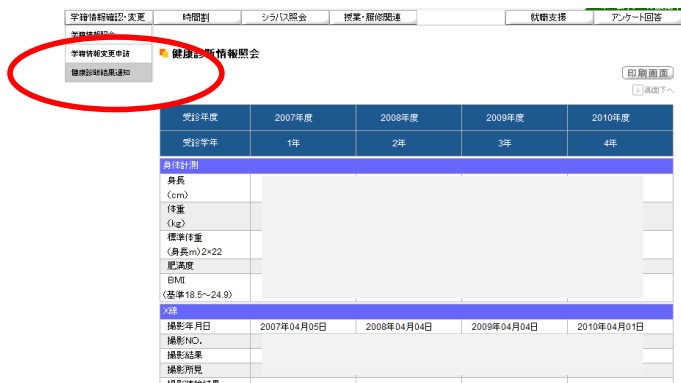 学籍情報確認・変更 時間割 シラバス照会 授業・履修関連 就職支援 アンケート回答
学籍情報照会
学籍情報変更申請
健康診断結果通知
健康診断情報照会
印刷画面
↓画面下へ
受診年度 2007年度 2008年度 2009年度 2010年度
受診学年 1年 2年 3年 4年
身体計測
身長
(cm)
体重
(kg)
標準体重
(身長m)2×22
肥満度
BMI
(基準18.5~24.9)
X線
撮影年月日 2007年04月05日 2008年04月04日 2009年04月04日 2010年04月01日
撮影NO.
撮影結果
撮影所見